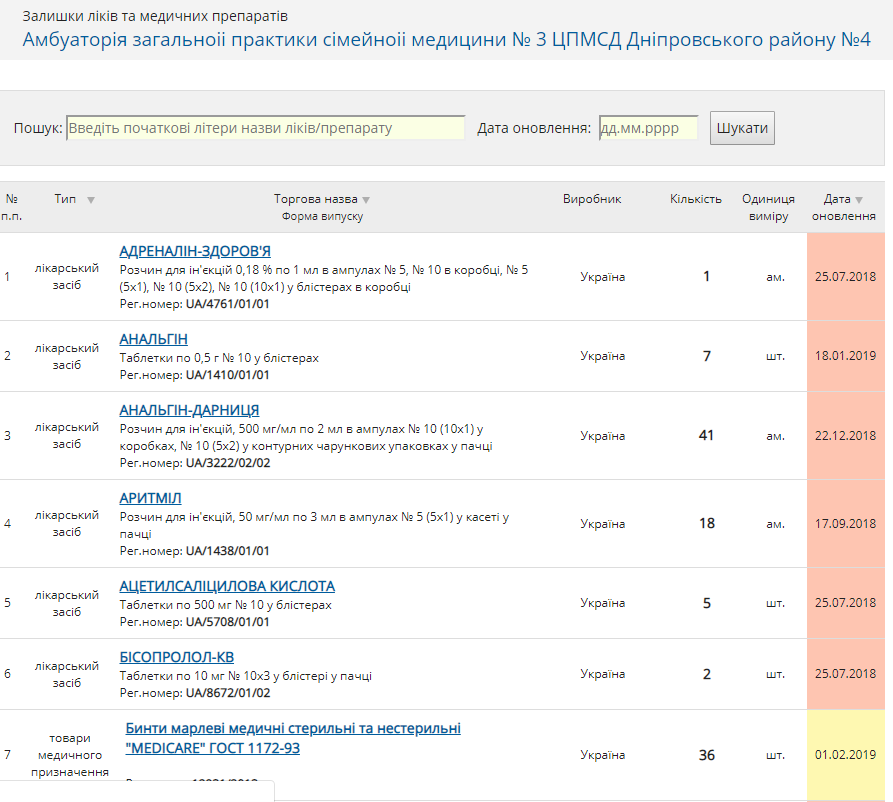 Залишки ліків та медичних препаратів
Амбуаторія загальноіі практики сімейноіі медицини № 3 ЦПМСД Дніпровського району №4
Пошук: Введіть початкові літери назви ліків/препарату Дата оновлення: дд.мм.рррр Шукати
№ п.п. Тип ▼ Торгова назва ▼ Форма випуску Виробник Кількість Одиниця виміру Дата ▼ оновлення
1 лікарський засіб
АДРЕНАЛІН-ЗДОРОВ'Я
Розчин для ін'єкцій 0,18 % по 1 мл в ампулах № 5, № 10 в коробці, № 5
(5х1), № 10 (5х2), № 10 (10х1) у блістерах в коробці
Рег.номер: UA/4761/01/01
Україна 1 ам. 25.07.2018
2 лікарський засіб
АНАЛЬГІН
Таблетки по 0,5 г № 10 у блістерах
Рег.номер: UA/1410/01/01
Україна 7 шт. 18.01.2019
3 лікарський засіб
АНАЛЬГІН-ДАРНИЦЯ
Розчин для ін'єкцій, 500 мг/мл по 2 мл в ампулах № 10 (10х1) у
коробках, № 10 (5х2) у контурних чарункових упаковках у пачці
Рег.номер: UA/3222/02/02
Україна 41 ам. 22.12.2018
4 лікарський засіб
АРИТМІЛ
Розчин для ін'єкцій, 50 мг/мл по 3 мл в ампулах № 5 (5х1) у касеті у
пачці
Рег.номер: UA/1438/01/01
Україна 18 ам. 17.09.2018
5 лікарський засіб
АЦЕТИЛСАЛІЦИЛОВА КИСЛОТА
Таблетки по 500 мг № 10 у блістерах
Рег.номер: UA/5708/01/01
Україна 5 шт. 25.07.2018
6 лікарський засіб
БІСОПРОЛОЛ-КВ
Таблетки по 10 мг № 10х3 у блістері у пачці
Рег.номер: UA/8672/01/02
Україна 2 шт. 25.07.2018
7 товари медичного призначення
Бинти марлеві медичні стерильні та нестерильні
"MEDICARE" ГОСТ 1172-93
Україна 36 шт. 01.02.2019